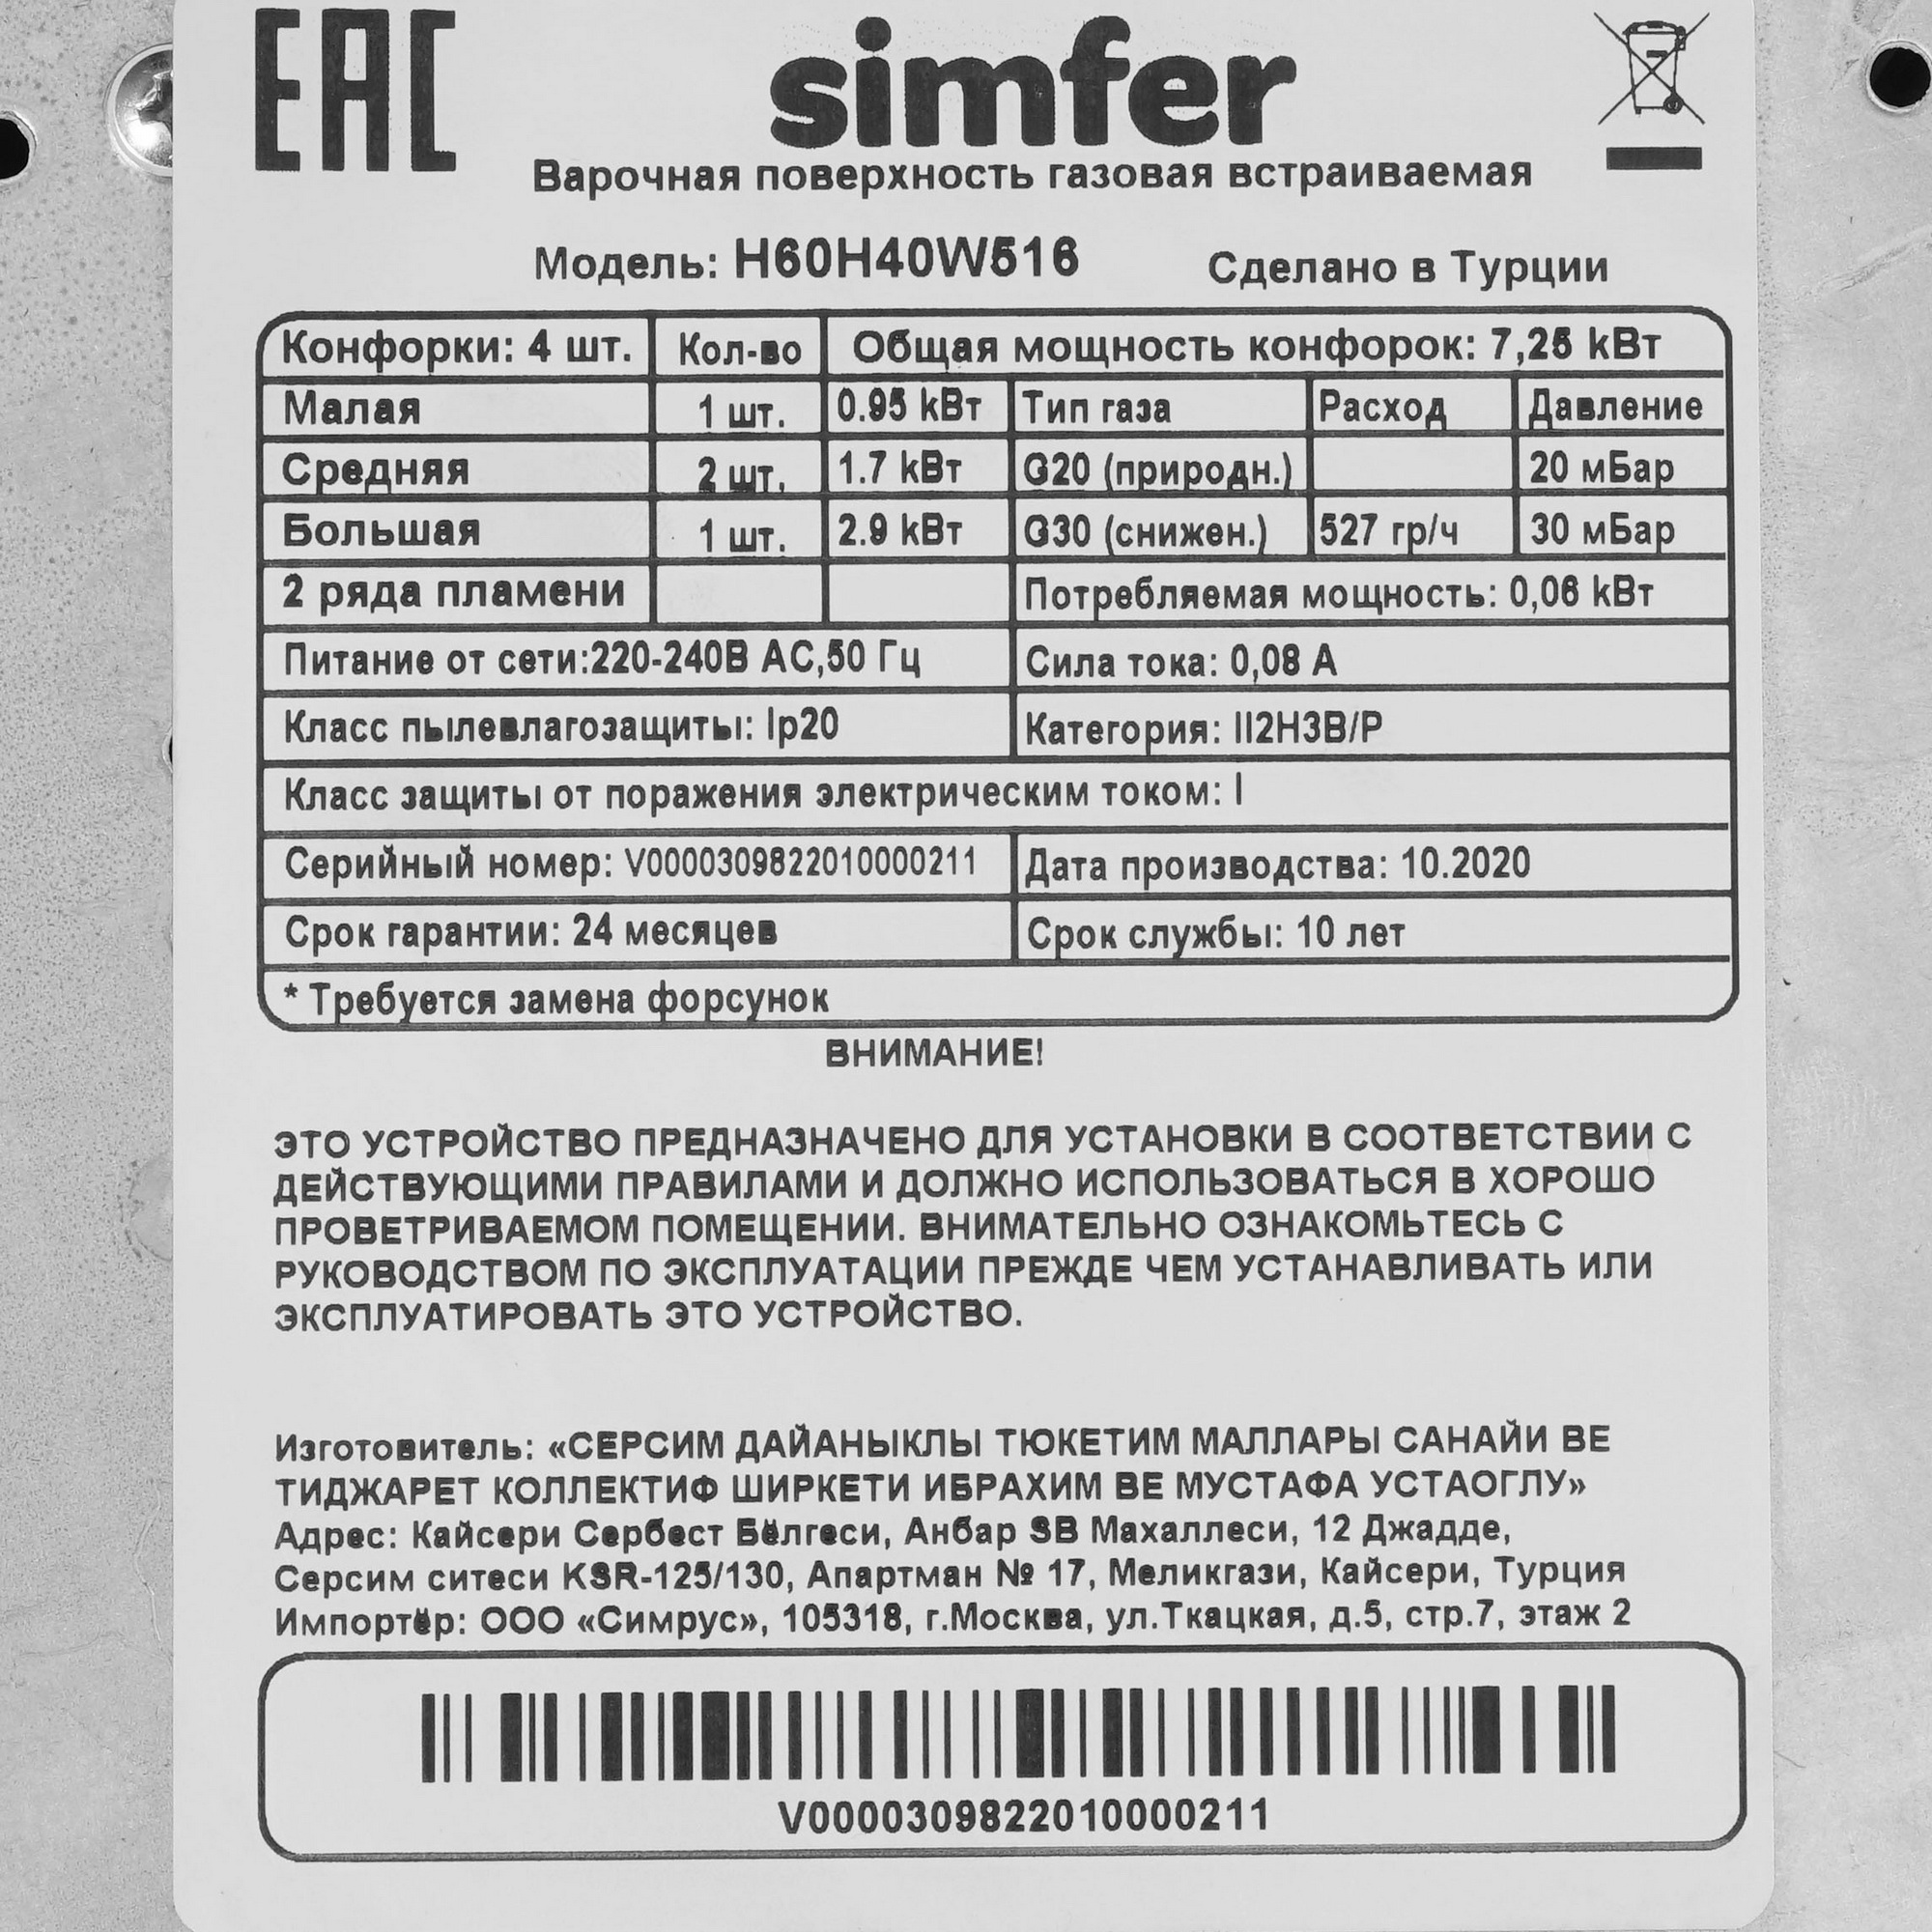 EAC
simfer
Варочная поверхность газовая встраиваемая
Модель: H60H40W516 Сделано в Турции
Конфорки: 4 шт. Кол-во Общая мощность конфорок: 7,25 kВт
Малая 1 шт. 0.95 kВт Тип газа Расход Давление
Средняя 2 шт. 1.7 kВт G20 (природн.) 20 мБар
Большая 1 шт. 2.9 kВт G30 (снижен.) 527 гр/ч 30 мБар
2 ряда пламени Потребляемая мощность: 0,06 kВт
Питание от сети:220-240В AC,50 Гц Сила тока: 0,08 А
Класс пылевлагозащиты: Ip20 Категория: II2H3B/P
Класс защиты от поражения электрическим током: I
Серийный номер: V0000309822010000211 Дата производства: 10.2020
Срок гарантии: 24 месяцев Срок службы: 10 лет
* Требуется замена форсунок
ВНИМАНИЕ!
ЭТО УСТРОЙСТВО ПРЕДНАЗНАЧЕНО ДЛЯ УСТАНОВКИ В СООТВЕТСТВИИ С
ДЕЙСТВУЮЩИМИ ПРАВИЛАМИ И ДОЛЖНО ИСПОЛЬЗОВАТЬСЯ В ХОРОШО
ПРОВЕТРИВАЕМОМ ПОМЕЩЕНИИ. ВНИМАТЕЛЬНО ОЗНАКОМЬТЕСЬ С
РУКОВОДСТВОМ ПО ЭКСПЛУАТАЦИИ ПРЕЖДЕ ЧЕМ УСТАНАВЛИВАТЬ ИЛИ
ЭКСПЛУАТИРОВАТЬ ЭТО УСТРОЙСТВО.
Изготовитель: «СЕРСИМ ДАЙАНЫКЛЫ ТЮКЕТИМ МАЛЛАРЫ САНАЙИ ВЕ
ТИДЖАРЕТ КОЛЛЕКТИФ ШИРКЕТИ ИБРАХИМ ВЕ МУСТАФА УСТАОГЛУ»
Адрес: Кайсери Сербест Бёлгеси, Анбар SB Махаллеси, 12 Джадде,
Серсим ситеси KSR-125/130, Апартман № 17, Меликгази, Кайсери, Турция
Импортёр: ООО «Симрус», 105318, г.Москва, ул.Ткацкая, д.5, стр.7, этаж 2
V0000309822010000211